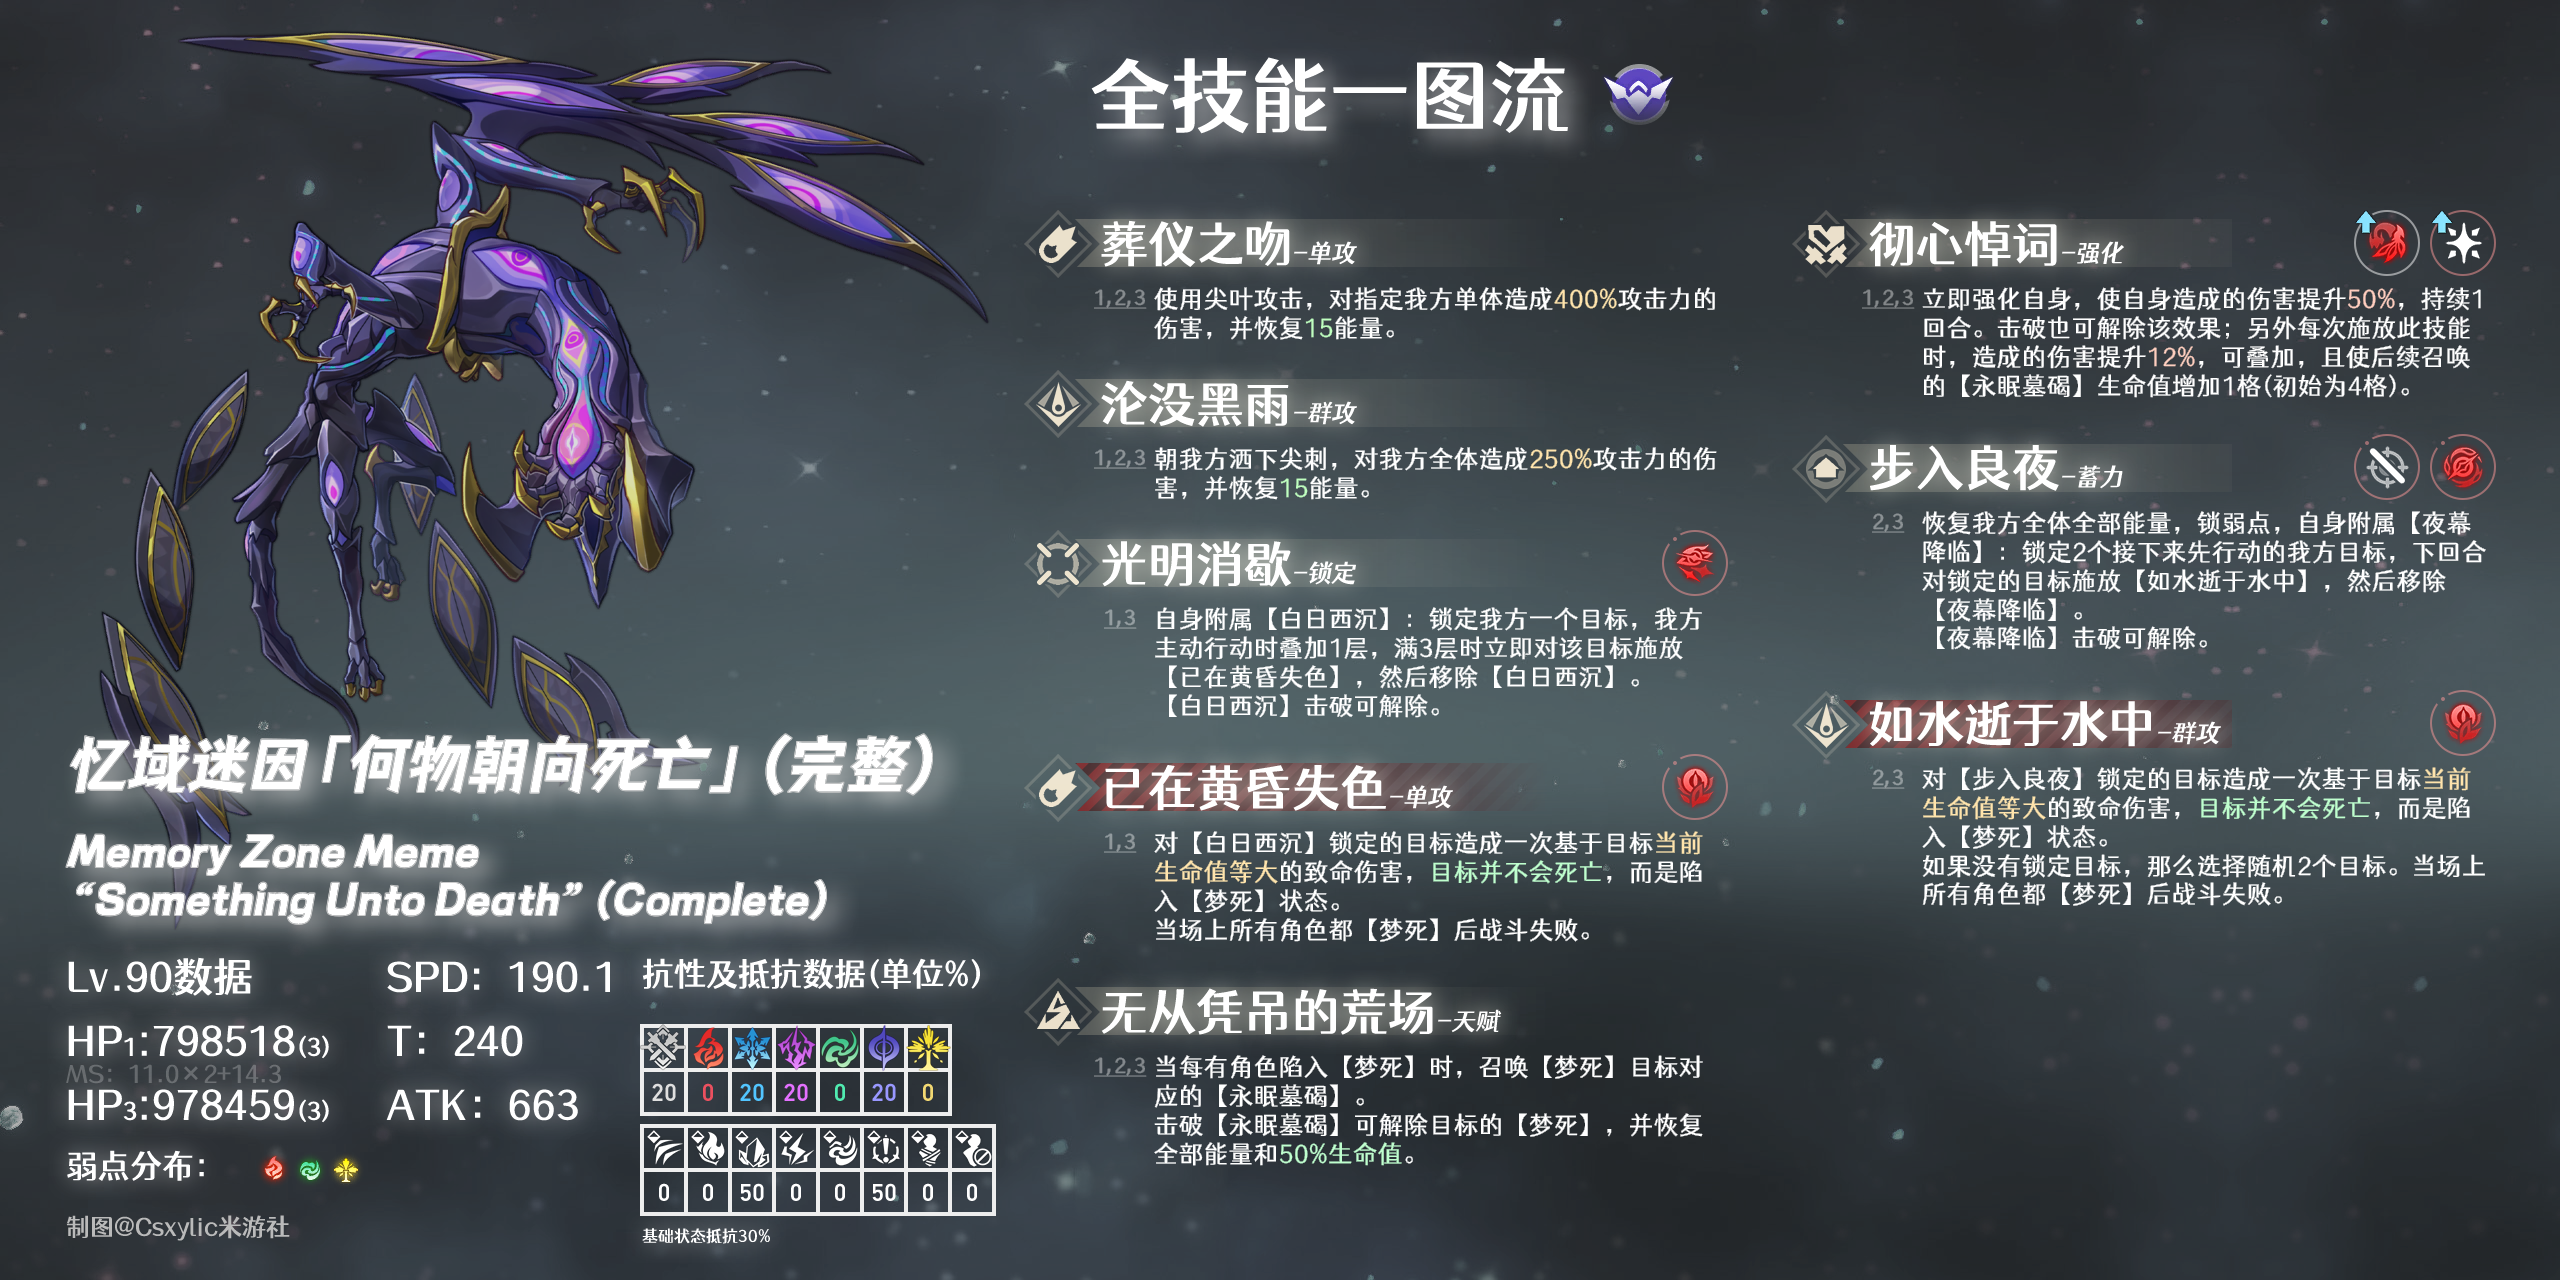 全技能一图流
葬仪之吻-单攻
1,2,3 使用尖叶攻击，对指定我方单体造成400%攻击力的
伤害，并恢复15能量。
沦没黑雨-群攻
1,2,3 朝我方洒下尖刺，对我方全体造成250%攻击力的伤
害，并恢复15能量。
光明消歇-锁定
1,3 自身附属【白日西沉】：锁定我方一个目标，我方
主动行动时叠加1层，满3层时立即对该目标施放
【已在黄昏失色】，然后移除【白日西沉】。
【白日西沉】击破可解除。
已在黄昏失色-单攻
1,3 对【白日西沉】锁定的目标造成一次基于目标当前
生命值等大的致命伤害，目标并不会死亡，而是陷
入【梦死】状态。
当场上所有角色都【梦死】后战斗失败。
无从凭吊的荒场-天赋
1,2,3 当每有角色陷入【梦死】时，召唤【梦死】目标对
应的【永眠墓碣】。
击破【永眠墓碣】可解除目标的【梦死】，并恢复
全部能量和50%生命值。
彻心悼词-强化
1,2,3 立即强化自身，使自身造成的伤害提升50%，持续1
回合。击破也可解除该效果；另外每次施放此技能
时，造成的伤害提升12%，可叠加，且使后续召唤
的【永眠墓碣】生命值增加1格(初始为4格)。
步入良夜-蓄力
2,3 恢复我方全体全部能量，锁弱点，自身附属【夜幕
降临】：锁定2个接下来先行动的我方目标，下回合
对锁定的目标施放【如水逝于水中】，然后移除
【夜幕降临】。
【夜幕降临】击破可解除。
如水逝于水中-群攻
2,3 对【步入良夜】锁定的目标造成一次基于目标当前
生命值等大的致命伤害，目标并不会死亡，而是陷
入【梦死】状态。
如果没有锁定目标，那么选择随机2个目标。当场上
所有角色都【梦死】后战斗失败。
忆域迷因「何物朝向死亡」（完整）
Memory Zone Meme
“Something Unto Death”（Complete）
Lv.90数据
SPD：190.1
HP1:798518(3)
T：240
MS：11.0×2+14.3
HP3:978459(3)
ATK：663
弱点分布：
制图@Csxylic米游社
抗性及抵抗数据(单位%)
20 0 20 20 0 20 0
0 0 50 0 0 50 0 0
基础状态抵抗30%